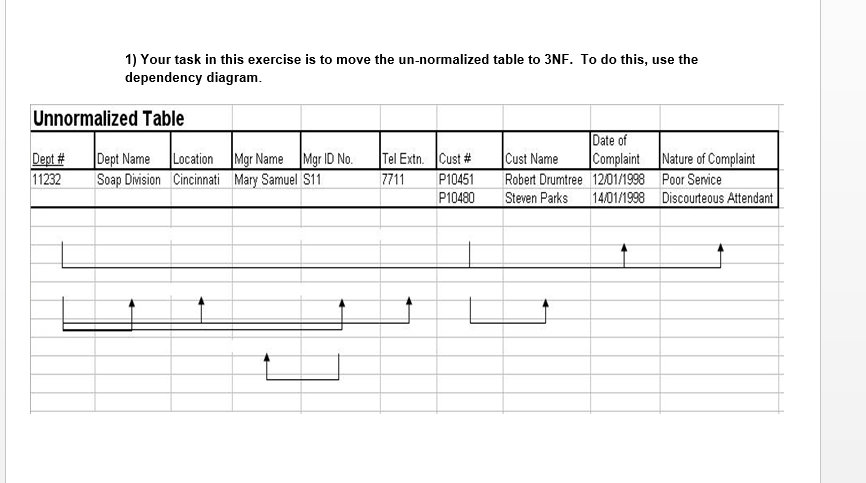 1) Your task in this exercise is to move the un-normalized table to 3NF. To do this, use the
dependency diagram.
Unnormalized Table
Dept # Dept Name Location Mgr Name Mgr ID No. Tel Extn. Cust # Cust Name Date of Complaint Nature of Complaint
11232 Soap Division Cincinnati Mary Samuel S11 7711 P10451 Robert Drumtree 12/01/1998 Poor Service
P10480 Steven Parks 14/01/1998 Discourteous Attendant